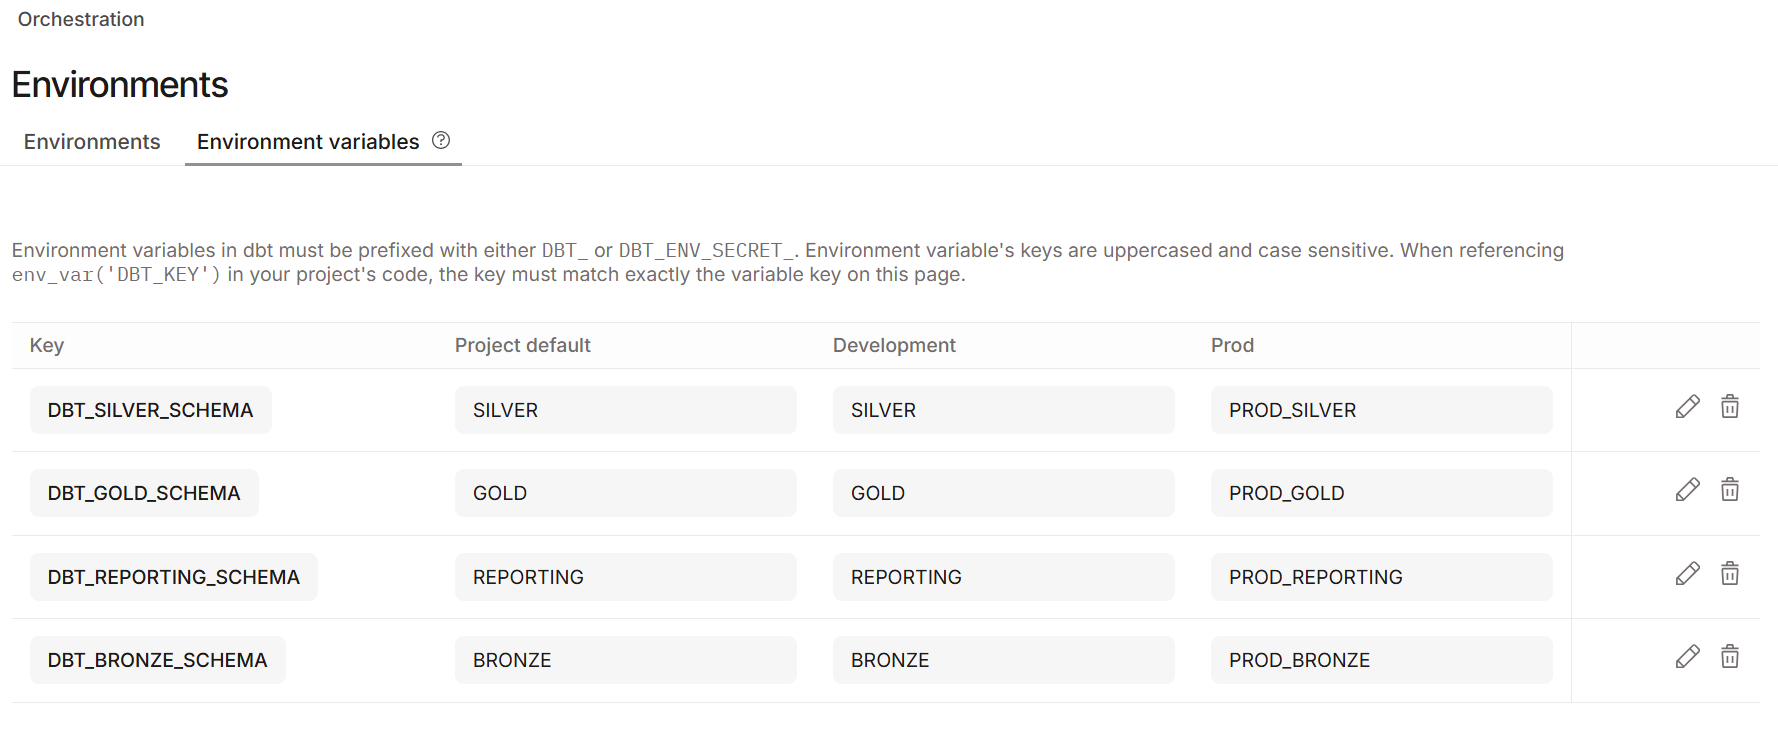 Orchestration
Environments
Environments Environment variables
Environment variables in dbt must be prefixed with either DBT_ or DBT_ENV_SECRET_. Environment variable's keys are uppercased and case sensitive. When referencing
env_var('DBT_KEY') in your project's code, the key must match exactly the variable key on this page.
Key Project default Development Prod
DBT_SILVER_SCHEMA SILVER SILVER PROD_SILVER
DBT_GOLD_SCHEMA GOLD GOLD PROD_GOLD
DBT_REPORTING_SCHEMA REPORTING REPORTING PROD_REPORTING
DBT_BRONZE_SCHEMA BRONZE BRONZE PROD_BRONZE